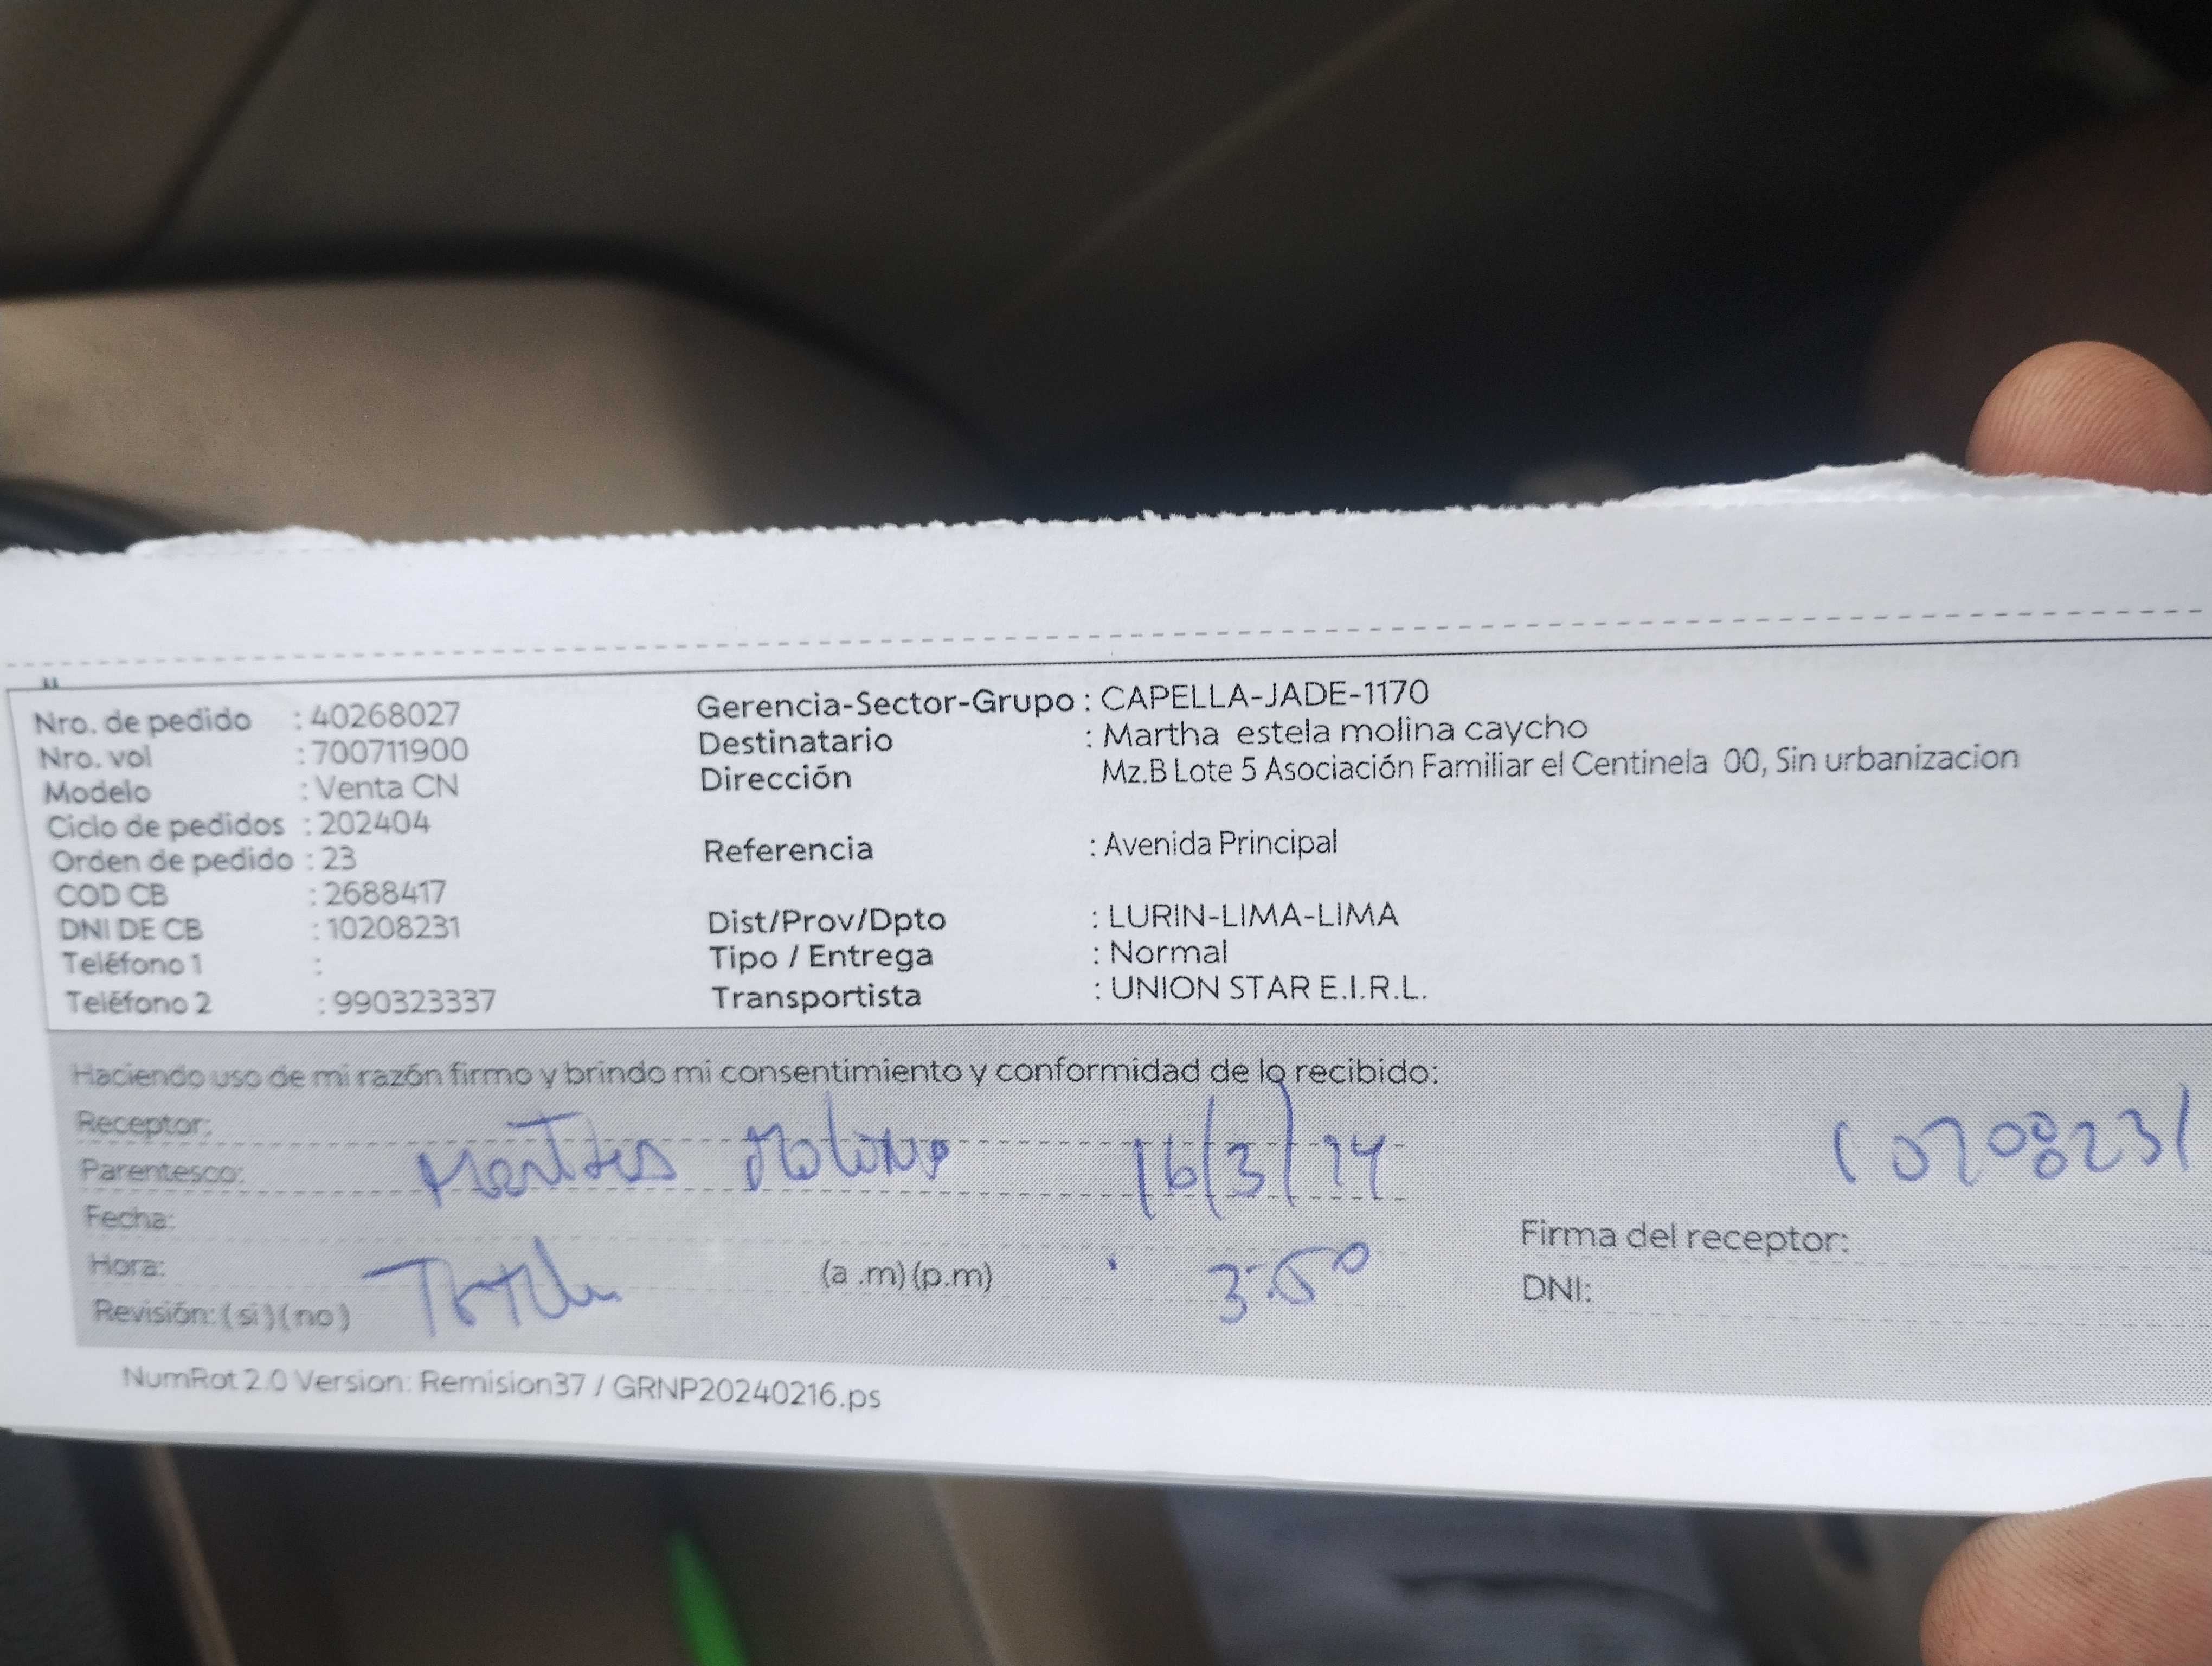 Nro. de pedido : 40268027
Nro. vol : 700711900
Modelo : Venta CN
Ciclo de pedidos : 202404
Orden de pedido : 23
COD CB : 2688417
DNI DE CB : 10208231
Teléfono 1 :
Teléfono 2 : 990323337
Gerencia-Sector-Grupo : CAPELLA-JADE-1170
Destinatario : Martha estela molina caycho
Dirección Mz.B Lote 5 Asociación Familiar el Centinela 00, Sin urbanizacion
Referencia : Avenida Principal
Dist/Prov/Dpto : LURIN-LIMA-LIMA
Tipo / Entrega : Normal
Transportista : UNION STAR E.I.R.L.
Haciendo uso de mi razón firmo y brindo mi consentimiento y conformidad de lo recibido:
Receptor:
Parentesco: Molina 16/3/
Fecha:
Hora: (a .m) (p.m) 3:50
Revisión: (si) (no)
Firma del receptor:
DNI:
NumRot 2.0 Version: Remision37 / GRNP20240216.ps